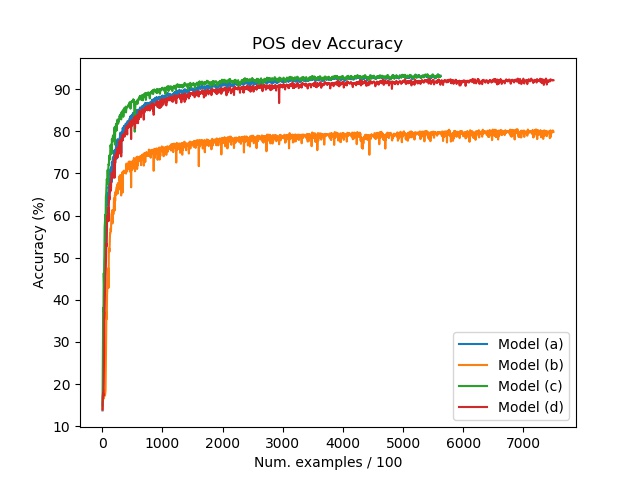 POS dev Accuracy
Accuracy (%)
90
80
70
60
50
40
30
20
10
0 1000 2000 3000 4000 5000 6000 7000
Num. examples / 100
Model (a)
Model (b)
Model (c)
Model (d)